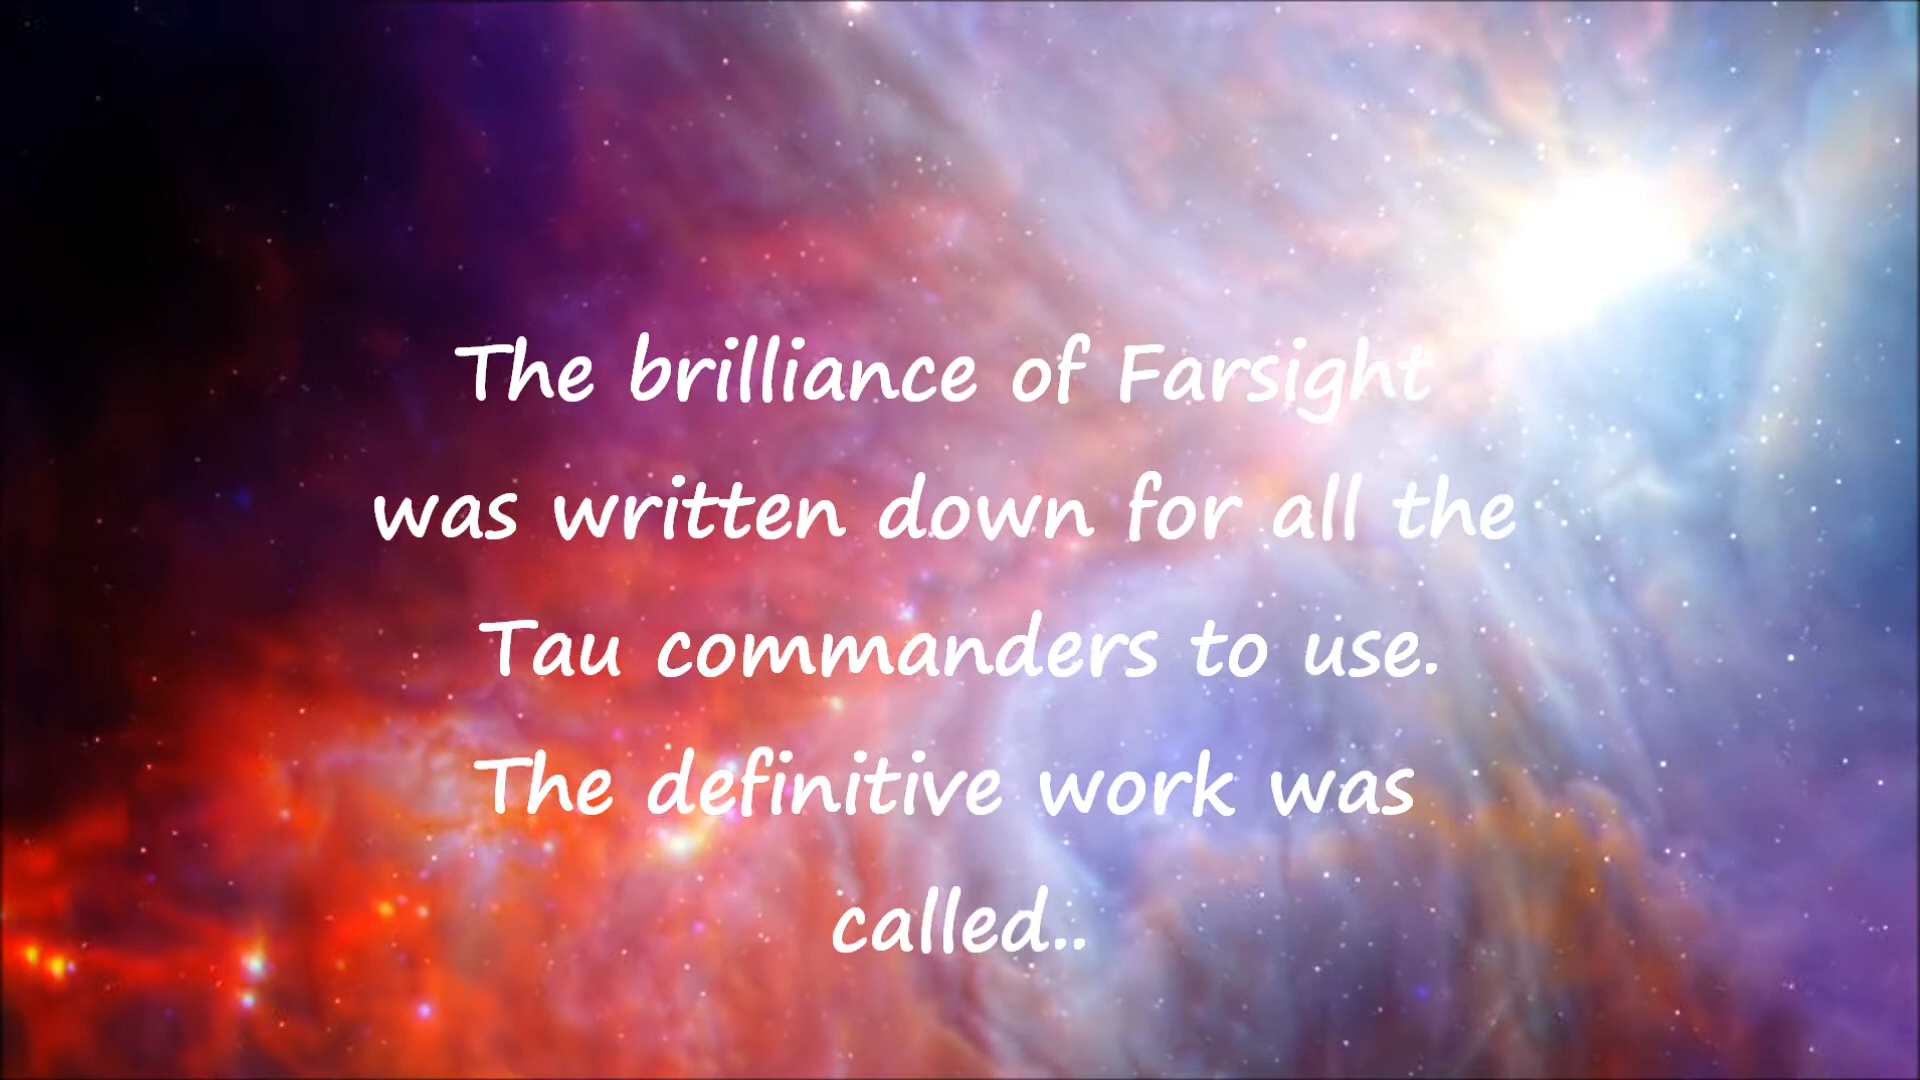 The brilliance of Farsight
was written down for all the
Tau commanders to use.
The definitive work was
called..